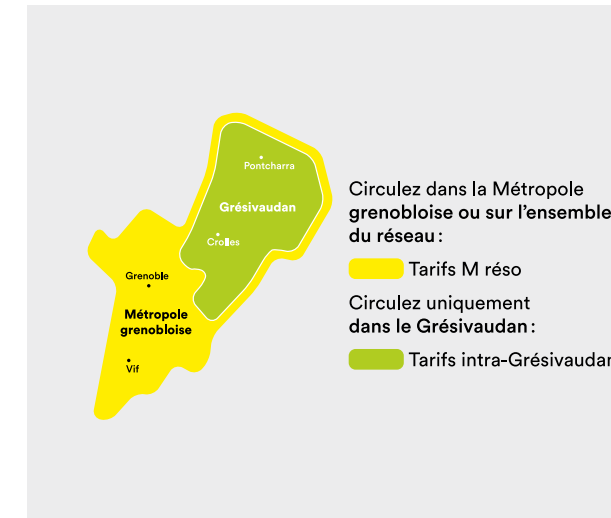 Pontcharra
Grésivaudan
Crolles
Grenoble
Métropole
grenobloise
Vif
Circulez dans la Métropole
grenobloise ou sur l'ensemble
du réseau :
Tarifs M réso
Circulez uniquement
dans le Grésivaudan :
Tarifs intra-Grésivaudan